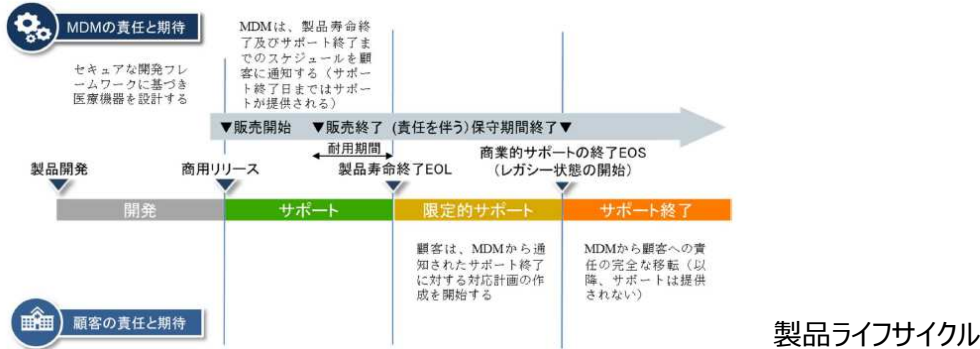 MDMの責任と期待
MDMは、製品寿命終
了及びサポート終了ま
でのスケジュールを顧
客に通知する（サポー
ト終了日まではサポー
トが提供される）
セキュアな開発フレ
ームワークに基づき
医療機器を設計する
▼販売開始 ▼販売終了 (責任を伴う)保守期間終了▼
耐用期間
製品開発 商用リリース 製品寿命終了EOL
商業的サポートの終了EOS
（レガシー状態の開始）
開発 サポート 限定的サポート サポート終了
顧客は、MDMから通
知されたサポート終了
に対する対応計画の作
成を開始する
MDMから顧客への責
任の完全な移転（以
降、サポートは提供
されない）
顧客の責任と期待
製品ライフサイクル